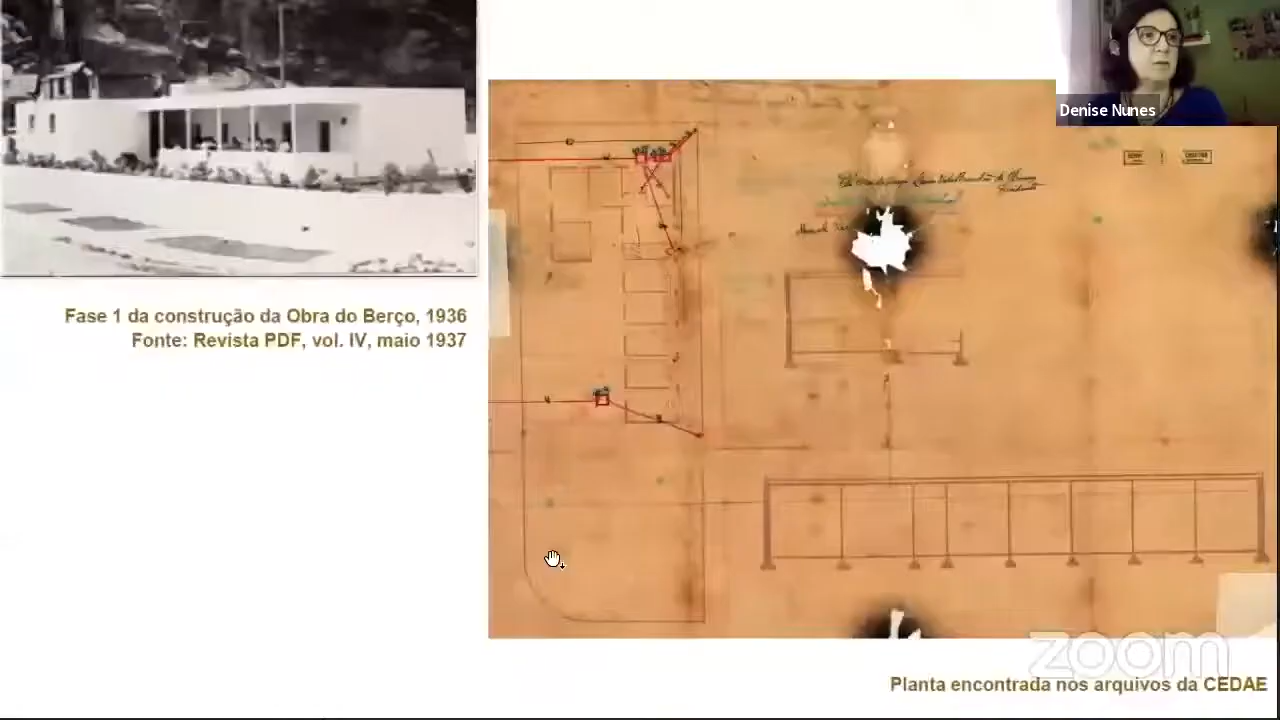 Denise Nunes
Fase 1 da construção da Obra do Berço, 1936
Fonte: Revista PDF, vol. IV, maio 1937
zoom
Planta encontrada nos arquivos da CEDAE